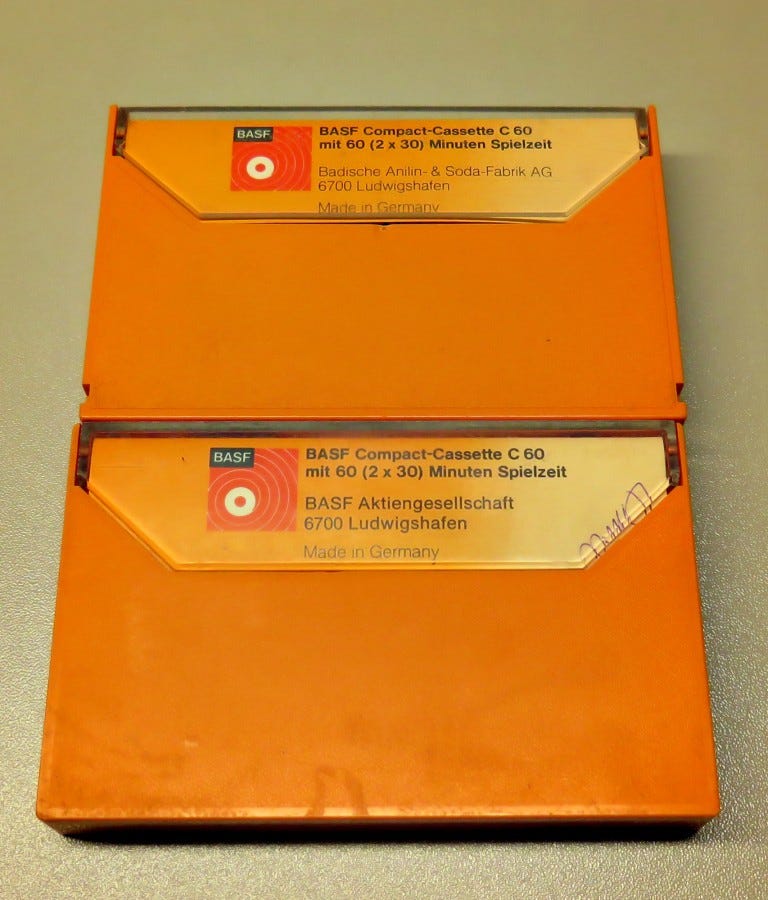 BASF
BASF Compact-Cassette C 60
mit 60 (2 x 30) Minuten Spielzeit
Badische Anilin- & Soda-Fabrik AG
6700 Ludwigshafen
Made in Germany
BASF
BASF Compact-Cassette C 60
mit 60 (2 x 30) Minuten Spielzeit
BASF Aktiengesellschaft
6700 Ludwigshafen
Made in Germany